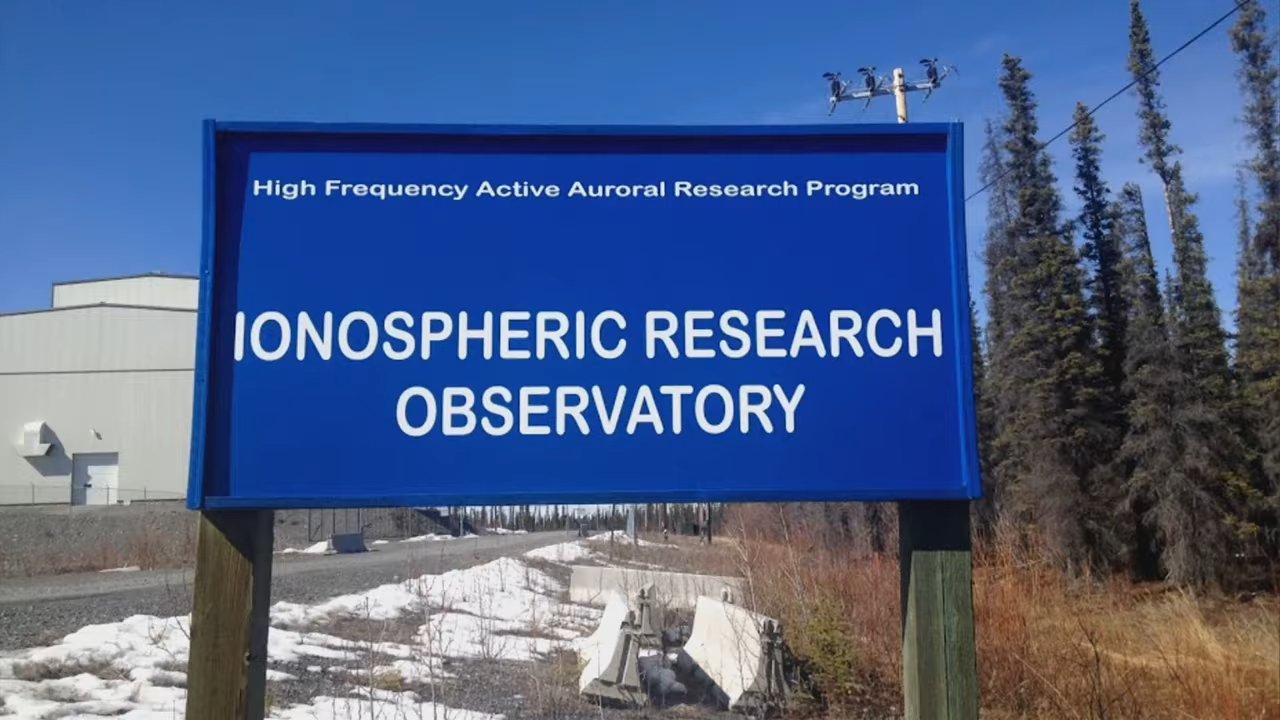 High Frequency Active Auroral Research Program
IONOSPHERIC RESEARCH
OBSERVATORY